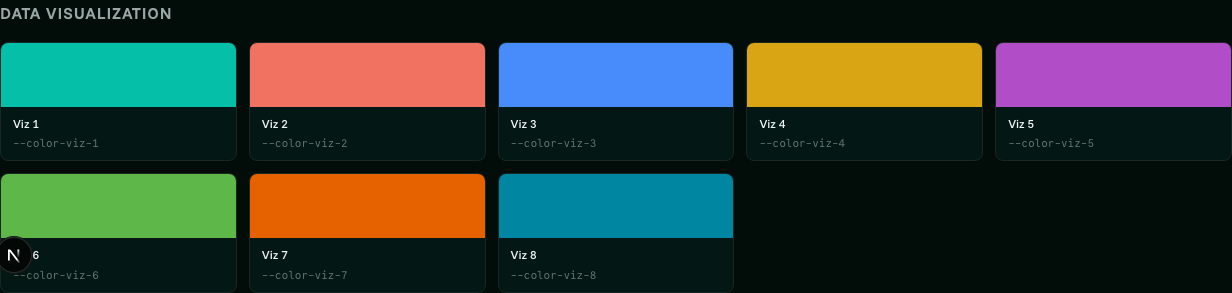 DATA VISUALIZATION
Viz 1
--color-viz-1
Viz 2
--color-viz-2
Viz 3
--color-viz-3
Viz 4
--color-viz-4
Viz 5
--color-viz-5
6
--color-viz-6
N
Viz 7
--color-viz-7
Viz 8
--color-viz-8